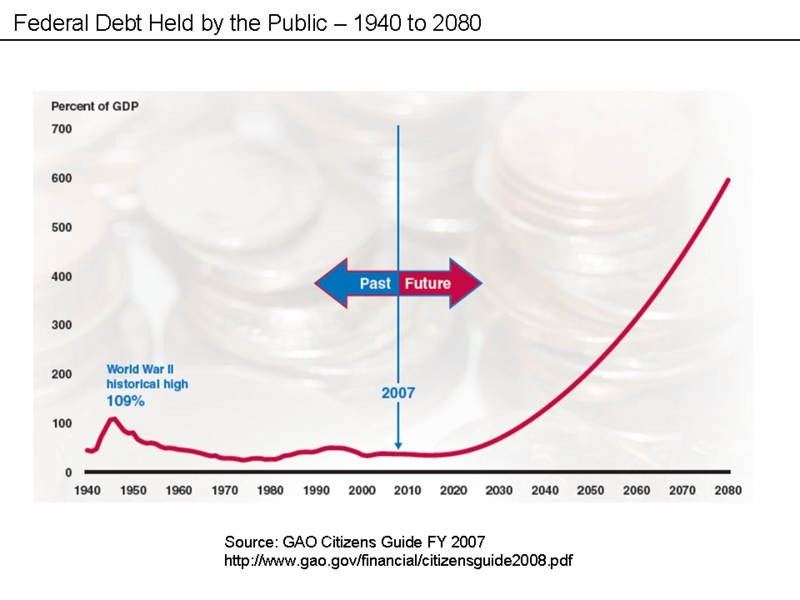 Federal Debt Held by the Public – 1940 to 2080
Percent of GDP
700
600
500
400
300
200
100
0
Past Future
World War II
historical high
109%
2007
1940 1950 1960 1970 1980 1990 2000 2010 2020 2030 2040 2050 2060 2070 2080
Source: GAO Citizens Guide FY 2007
http://www.gao.gov/financial/citizensguide2008.pdf